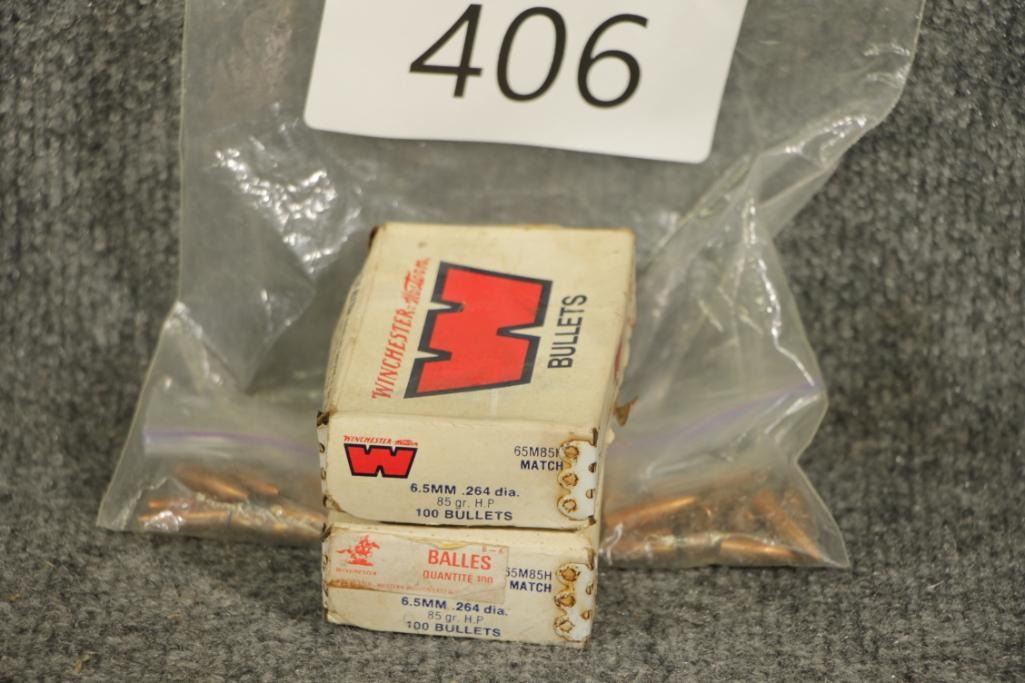 406
WINCHESTER-Western
W
BULLETS
WINCHESTER-Western
W
65M85H
MATCH
6.5MM .264 dia.
85 gr. H.P
100 BULLETS
WINCHESTER
BALLES
QUANTITE 100
65M85H
MATCH
6.5MM .264 dia.
85 gr. H.P
100 BULLETS